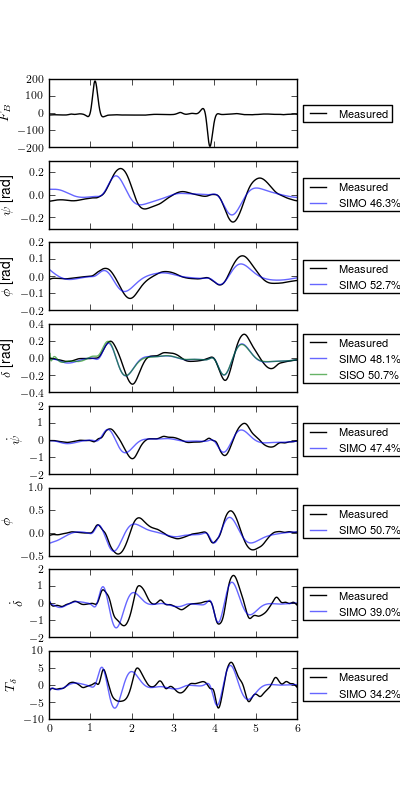 200
100
0
−100
−200
F_B
Measured
0.2
0.0
−0.2
ψ [rad]
Measured
SIMO 46.3%
0.2
0.1
0.0
−0.1
−0.2
ϕ [rad]
Measured
SIMO 52.7%
0.4
0.2
0.0
−0.2
−0.4
δ [rad]
Measured
SIMO 48.1%
SISO 50.7%
2
1
0
−1
−2
ψ̇
Measured
SIMO 47.4%
1.0
0.5
0.0
−0.5
ϕ̇
Measured
SIMO 50.7%
2
1
0
−1
−2
δ̇
Measured
SIMO 39.0%
10
5
0
−5
−10
T_δ
Measured
SIMO 34.2%
0 1 2 3 4 5 6